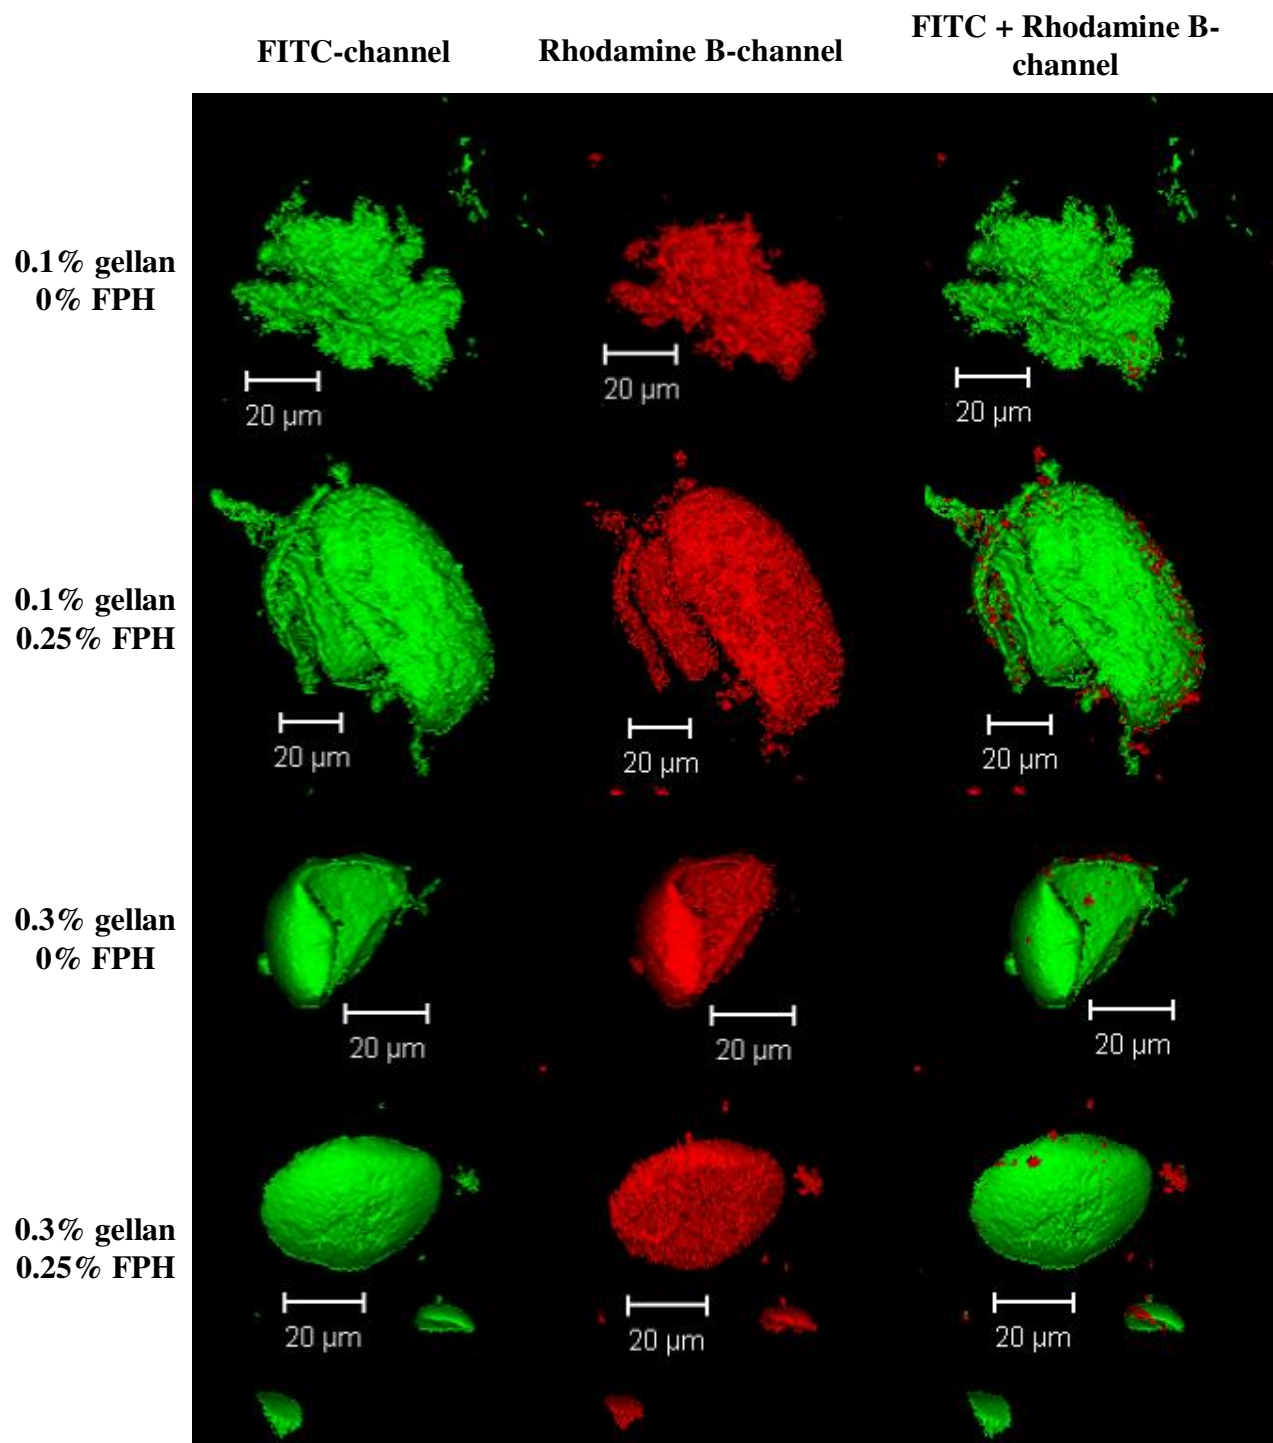 FITC-channel
Rhodamine B-channel
FITC + Rhodamine B-
channel
0.1% gellan
0% FPH
20 µm
20 µm
20 µm
0.1% gellan
0.25% FPH
20 µm
20 µm
20 µm
0.3% gellan
0% FPH
20 µm
20 µm
20 µm
0.3% gellan
0.25% FPH
20 µm
20 µm
20 µm